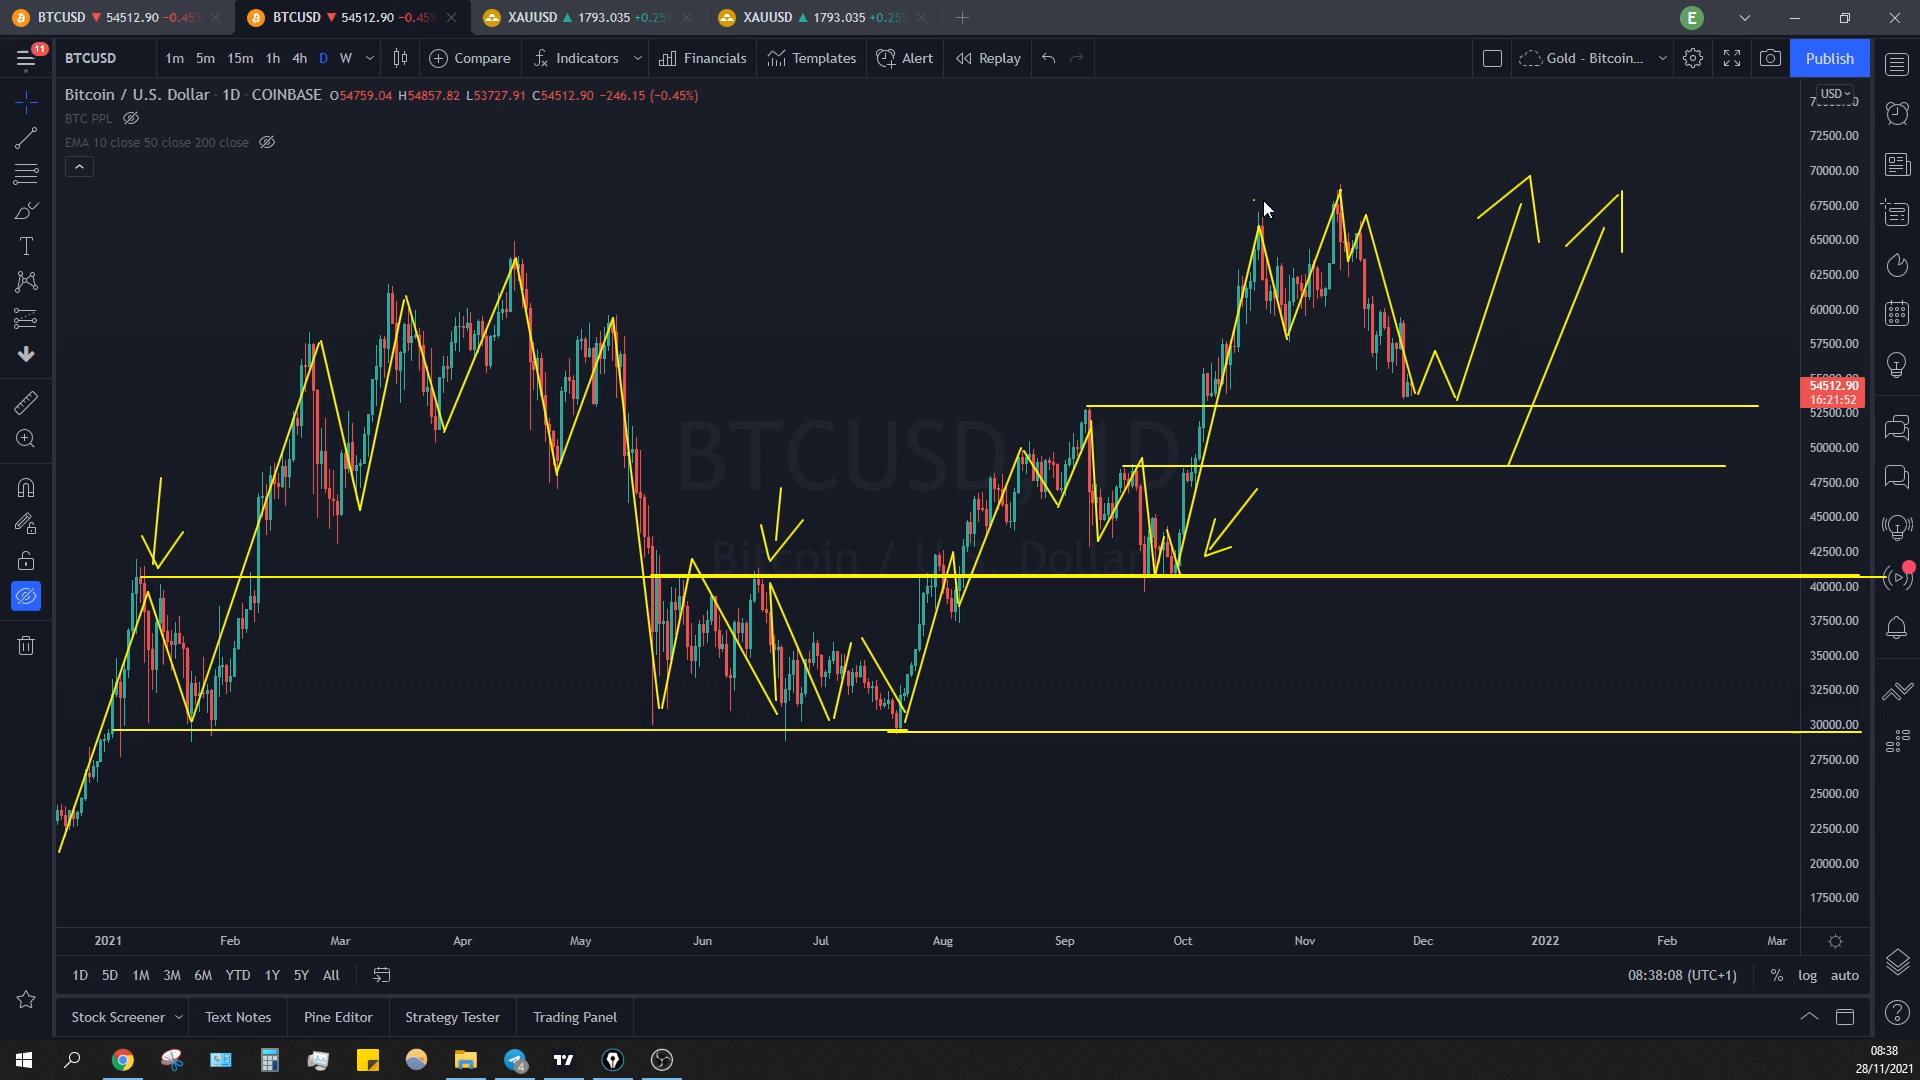 BTCUSD ▼ 54512.90 −0.45%
BTCUSD ▼ 54512.90 −0.45%
XAUUSD ▲ 1793.035 +0.25%
XAUUSD ▲ 1793.035 +0.25%
E
11
BTCUSD
1m 5m 15m 1h 4h D W
Compare
Indicators
Financials
Templates
Alert
Replay
Gold - Bitcoin...
Publish
Bitcoin / U.S. Dollar · 1D · COINBASE O54759.04 H54857.82 L53727.91 C54512.90 −246.15 (−0.45%)
BTC PPL
EMA 10 close 50 close 200 close
USD
72500.00
70000.00
67500.00
65000.00
62500.00
60000.00
57500.00
54512.90
16:21:52
52500.00
50000.00
47500.00
45000.00
42500.00
40000.00
37500.00
35000.00
32500.00
30000.00
27500.00
25000.00
22500.00
20000.00
17500.00
BTCUSD, 1D
Bitcoin / U.S. Dollar
2021 Feb Mar Apr May Jun Jul Aug Sep Oct Nov Dec 2022 Feb Mar
1D 5D 1M 3M 6M YTD 1Y 5Y All
08:38:08 (UTC+1) % log auto
Stock Screener Text Notes Pine Editor Strategy Tester Trading Panel
4
08:38
28/11/2021